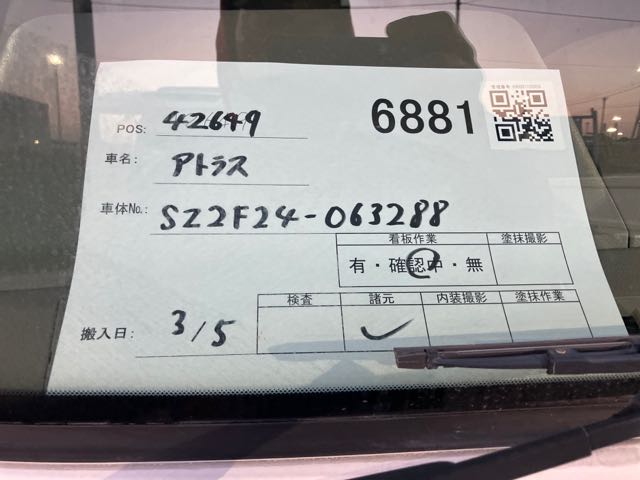 6881
POS: 42649
車名: アトラス
車体No.: SZ2F24-063288
看板作業 塗抹撮影
有・確認中・無
検査 諸元 内装撮影 塗抹作業
搬入日: 3/5 ✓